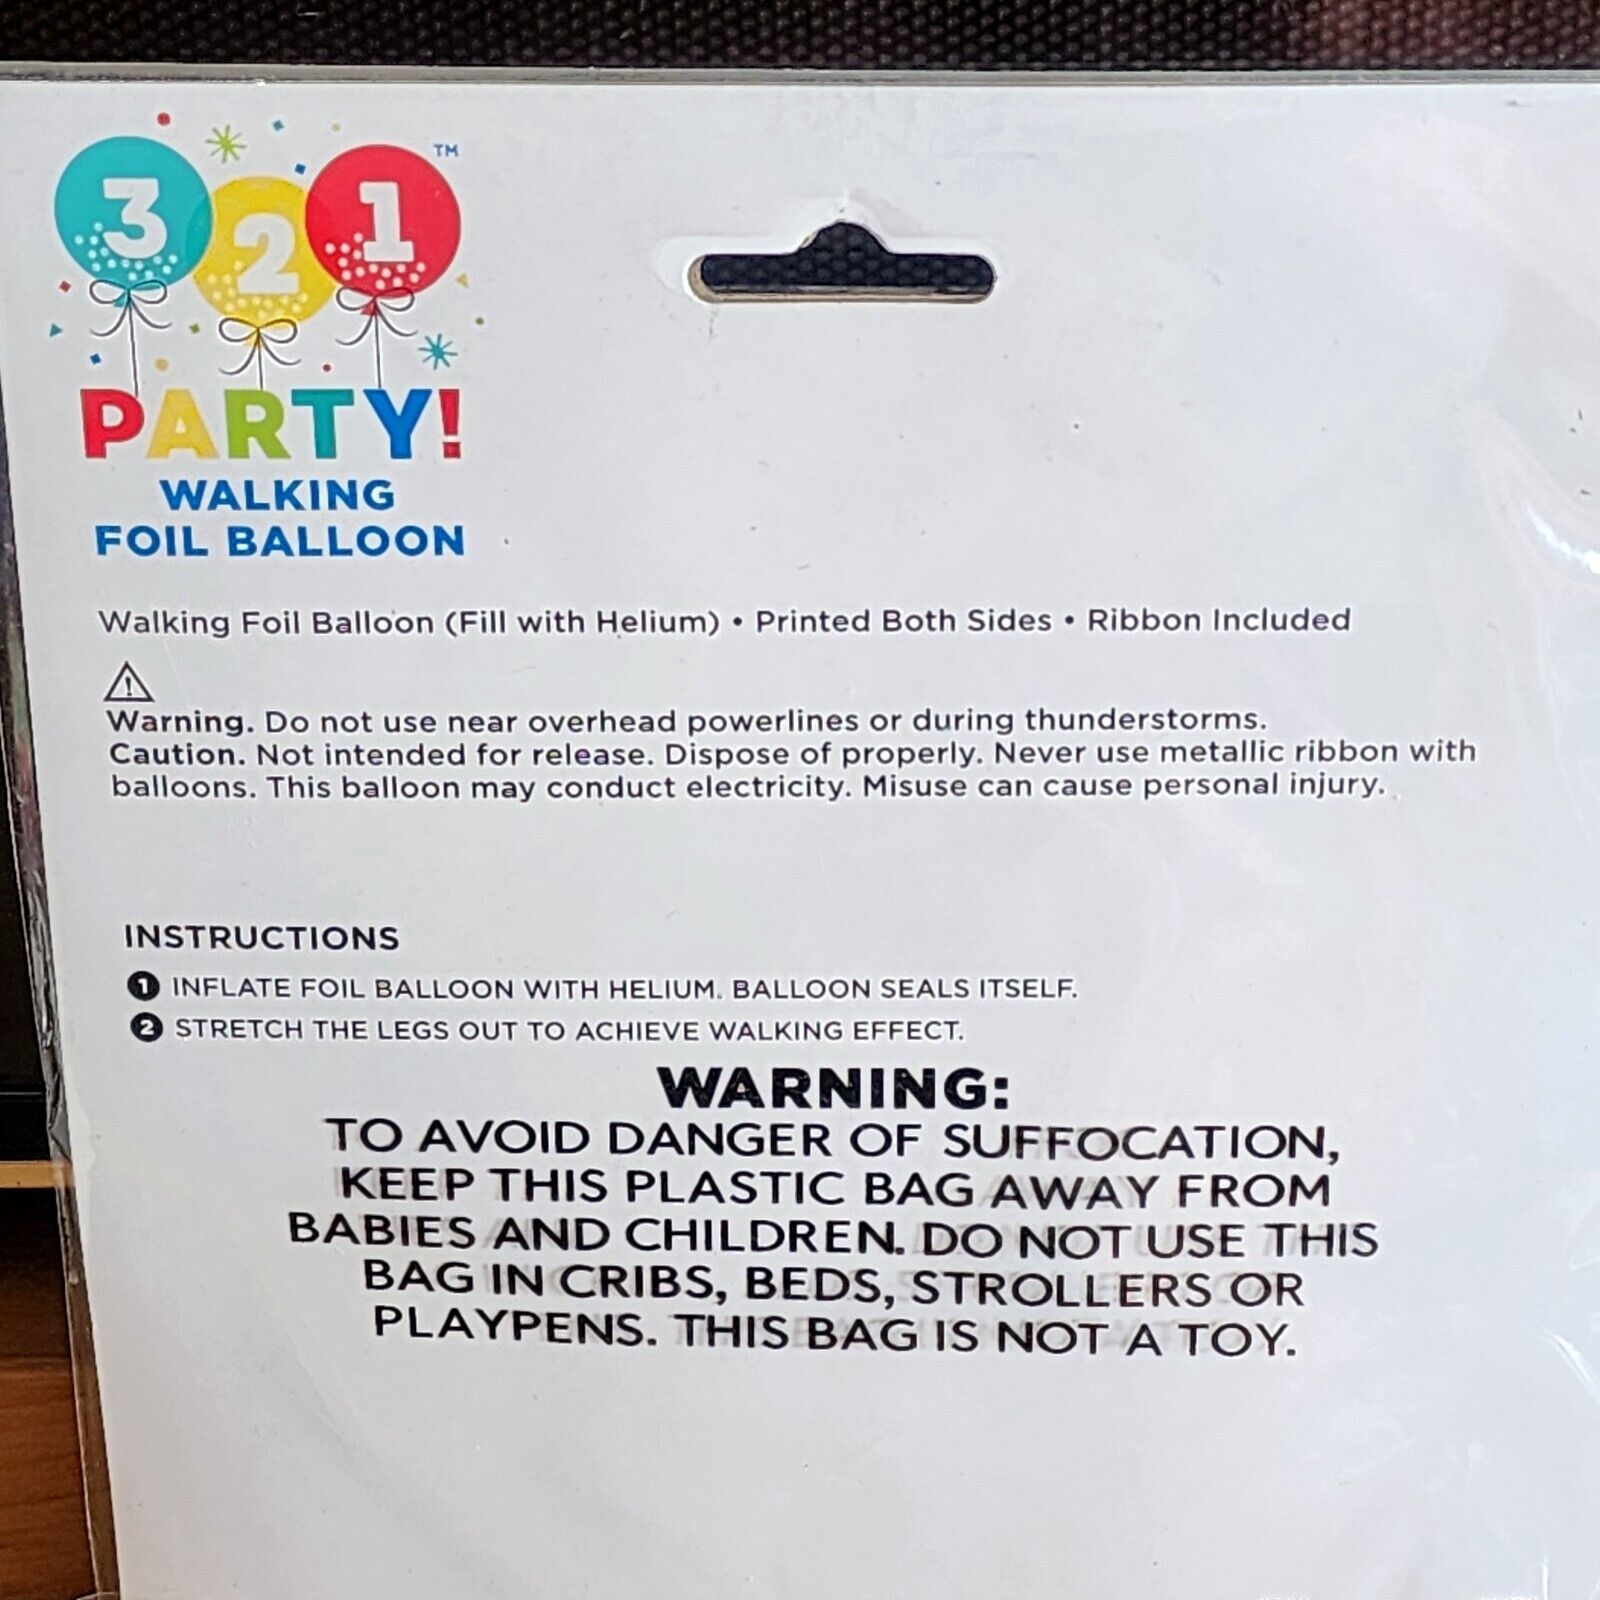 3 2 1 ™
PARTY!
WALKING
FOIL BALLOON
Walking Foil Balloon (Fill with Helium) • Printed Both Sides • Ribbon Included
Warning. Do not use near overhead powerlines or during thunderstorms.
Caution. Not intended for release. Dispose of properly. Never use metallic ribbon with
balloons. This balloon may conduct electricity. Misuse can cause personal injury.
INSTRUCTIONS
1 INFLATE FOIL BALLOON WITH HELIUM. BALLOON SEALS ITSELF.
2 STRETCH THE LEGS OUT TO ACHIEVE WALKING EFFECT.
WARNING:
TO AVOID DANGER OF SUFFOCATION,
KEEP THIS PLASTIC BAG AWAY FROM
BABIES AND CHILDREN. DO NOT USE THIS
BAG IN CRIBS, BEDS, STROLLERS OR
PLAYPENS. THIS BAG IS NOT A TOY.